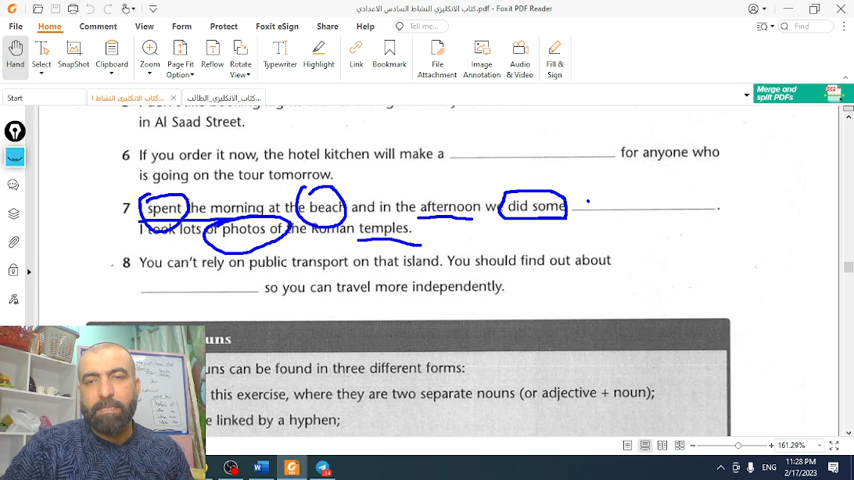 كتاب الانكليزي النشاط السادس الاعدادي.pdf - Foxit PDF Reader
File Home Comment View Form Protect Foxit eSign Share Help Tell me... Find
Hand Select SnapShot Clipboard Zoom Page Fit Option Reflow Rotate View Typewriter Highlight Link Bookmark File Attachment Image Annotation Audio & Video Fill & Sign
Start كتاب الانكليزي النشاط ا كتاب_الانكليزي_الطالب... Merge and split PDFs
in Al Saad Street.
6 If you order it now, the hotel kitchen will make a ____________ for anyone who
is going on the tour tomorrow.
7 spent the morning at the beach and in the afternoon we did some ____________.
I took lots of photos of the Roman temples.
8 You can't rely on public transport on that island. You should find out about
____________ so you can travel more independently.
uns
uns can be found in three different forms:
this exercise, where they are two separate nouns (or adjective + noun);
e linked by a hyphen;
161.29%
ENG 11:28 PM
2/17/2023